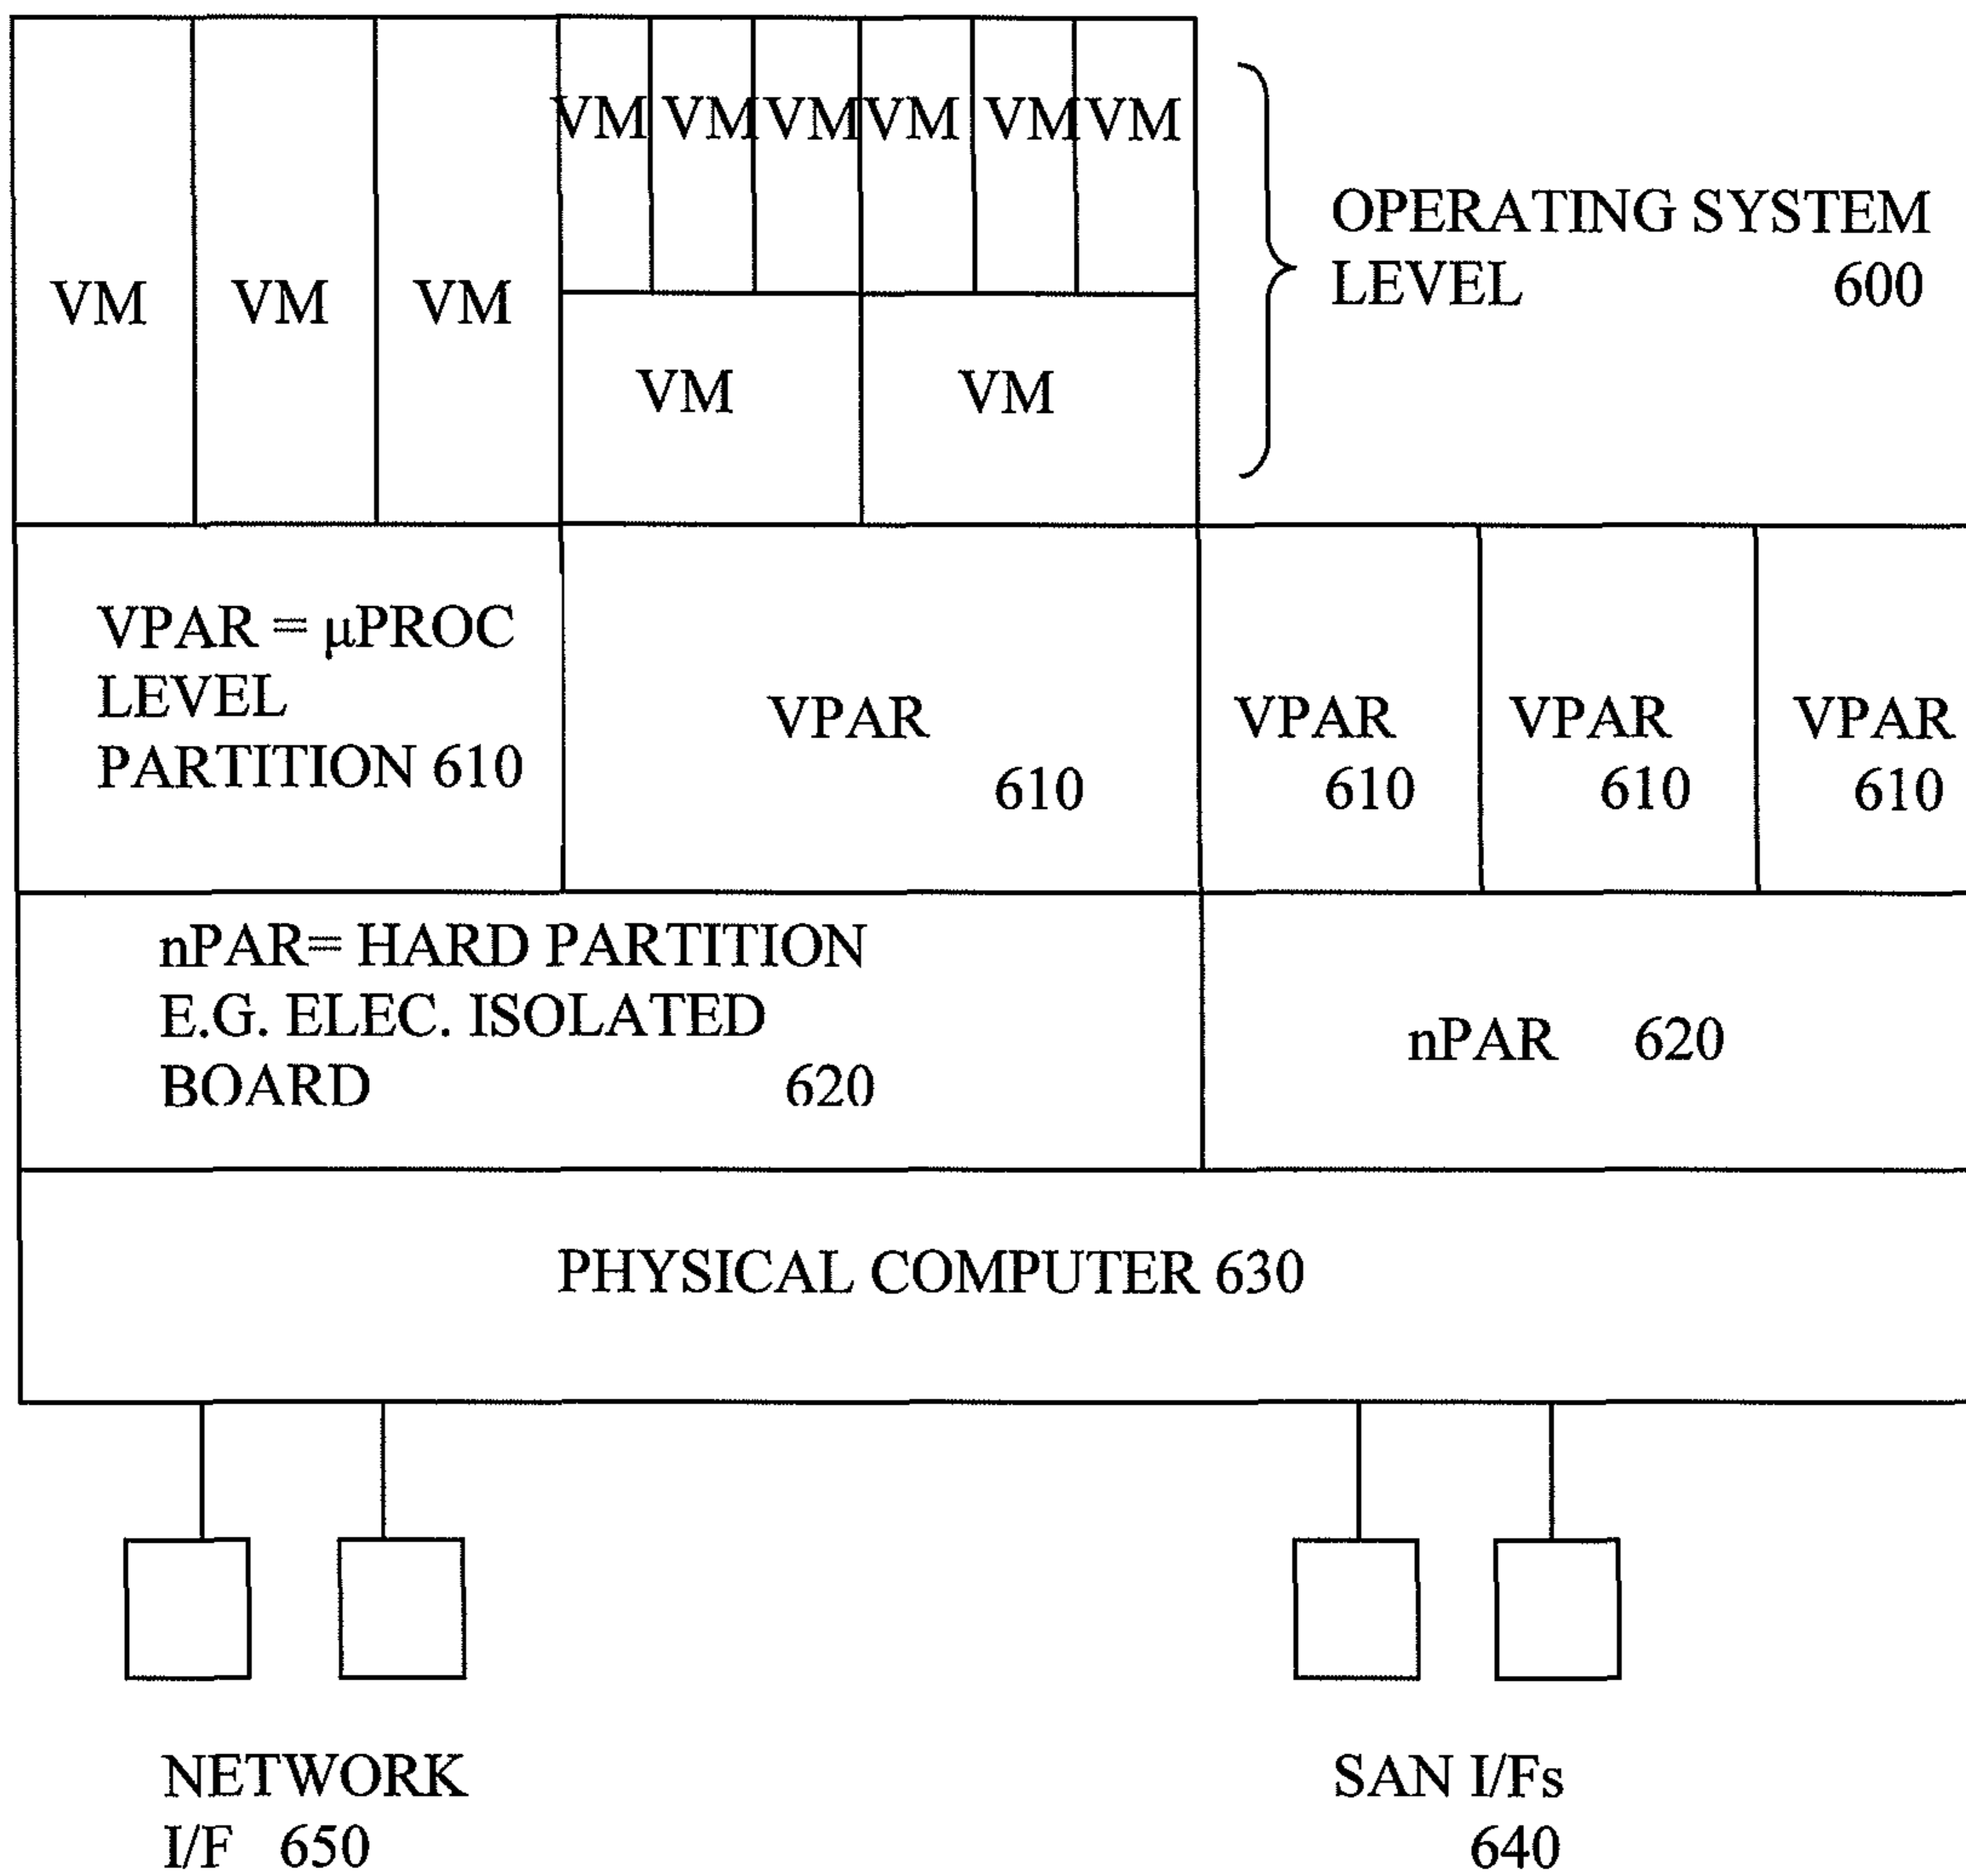 VM VM VM VM VM VM
OPERATING SYSTEM
LEVEL 600
VM VM VM
VM VM
VPAR = µPROC
LEVEL
PARTITION 610
VPAR
610
VPAR
610
VPAR
610
VPAR
610
nPAR= HARD PARTITION
E.G. ELEC. ISOLATED
BOARD 620
nPAR 620
PHYSICAL COMPUTER 630
NETWORK
I/F 650
SAN I/Fs
640